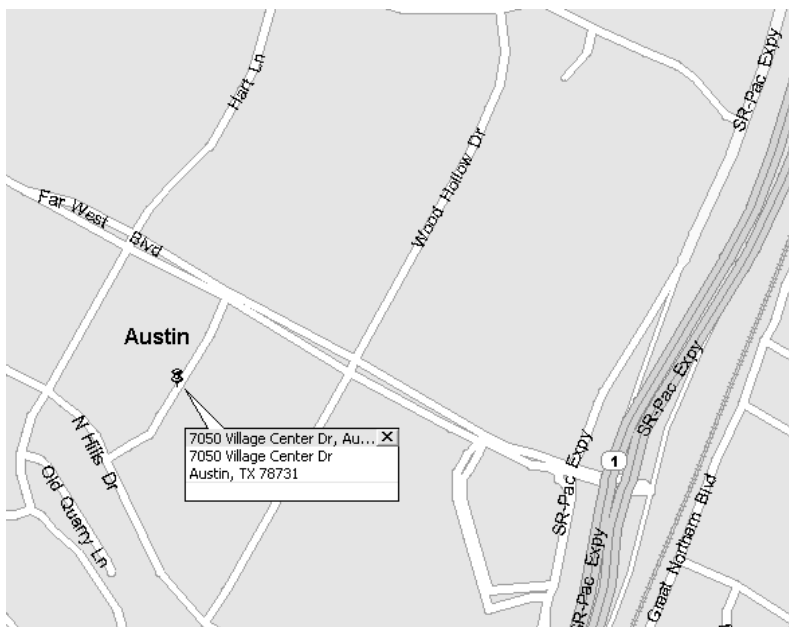 Hart Ln
SR-Pac Expy
Wood Hollow Dr
Far West Blvd
Austin
SR-Pac Expy
7050 Village Center Dr, Au...
7050 Village Center Dr
Austin, TX 78731
N Hills Dr
Old Quarry Ln
1
SR-Pac Expy
SR-Pac Expy
Great Northern Blvd